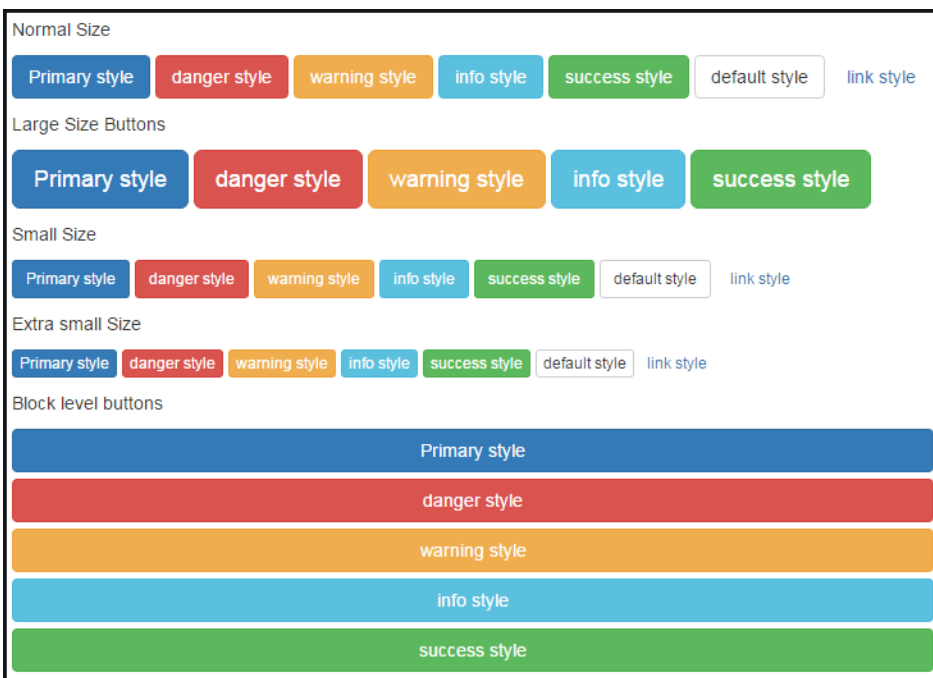 Normal Size
Primary style danger style warning style info style success style default style link style
Large Size Buttons
Primary style danger style warning style info style success style
Small Size
Primary style danger style warning style info style success style default style link style
Extra small Size
Primary style danger style warning style info style success style default style link style
Block level buttons
Primary style
danger style
warning style
info style
success style